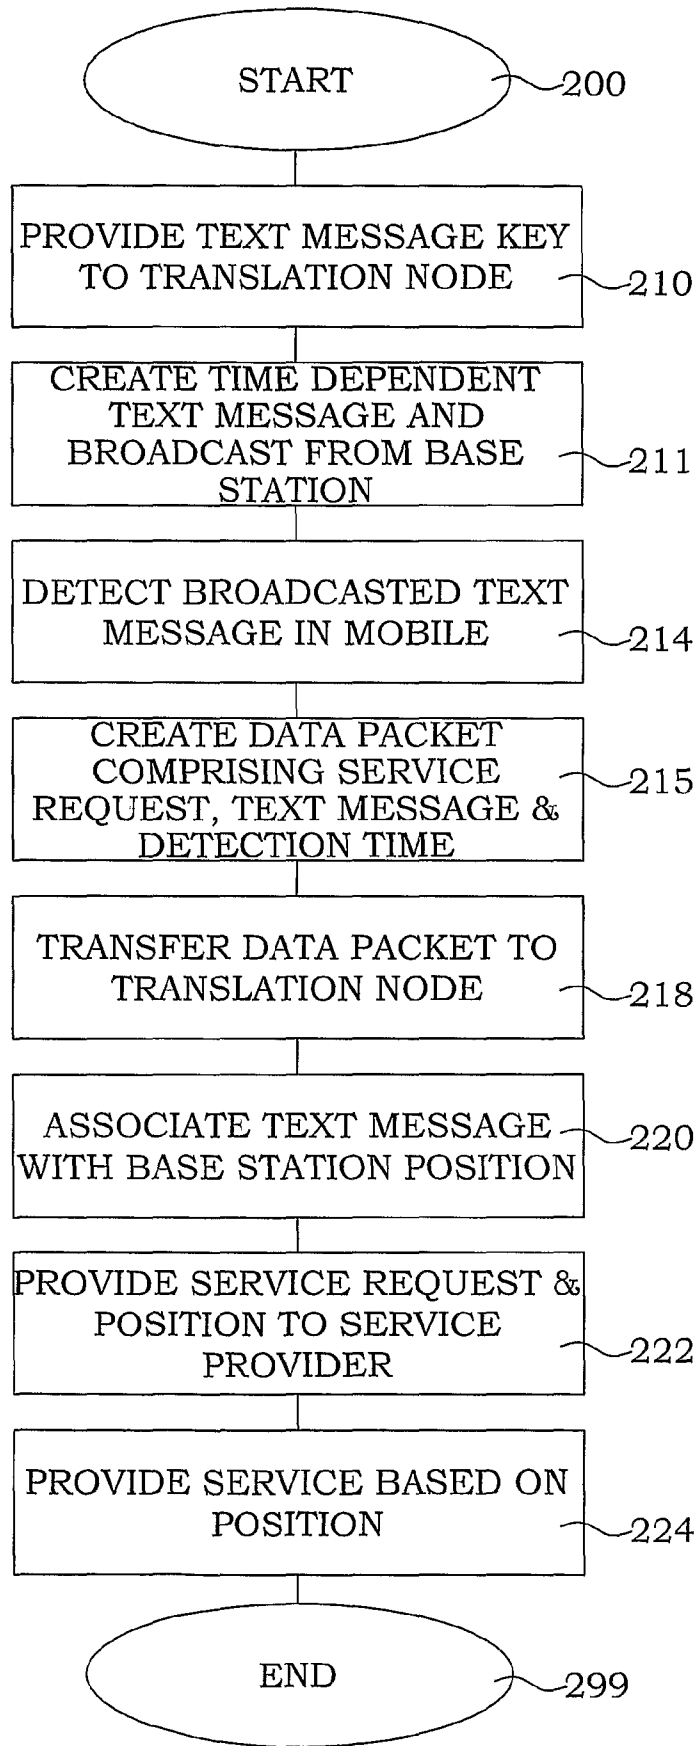 START
200
PROVIDE TEXT MESSAGE KEY
TO TRANSLATION NODE
210
CREATE TIME DEPENDENT
TEXT MESSAGE AND
BROADCAST FROM BASE
STATION
211
DETECT BROADCASTED TEXT
MESSAGE IN MOBILE
214
CREATE DATA PACKET
COMPRISING SERVICE
REQUEST, TEXT MESSAGE &
DETECTION TIME
215
TRANSFER DATA PACKET TO
TRANSLATION NODE
218
ASSOCIATE TEXT MESSAGE
WITH BASE STATION POSITION
220
PROVIDE SERVICE REQUEST &
POSITION TO SERVICE
PROVIDER
222
PROVIDE SERVICE BASED ON
POSITION
224
END
299